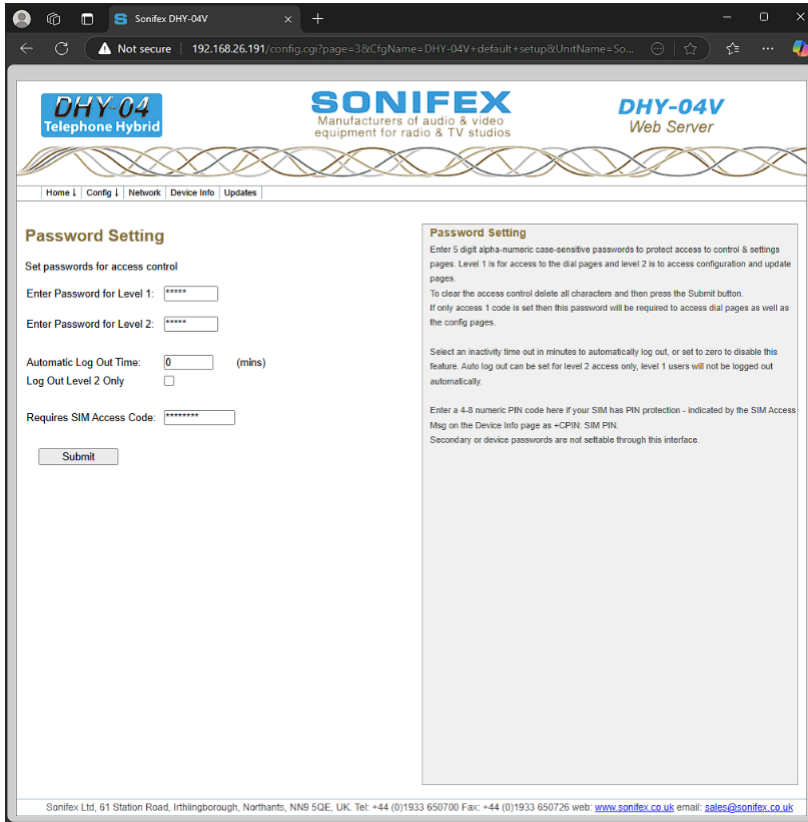 Sonifex DHY-04V
Not secure 192.168.26.191/config.cgi?page=3&CfgName=DHY-04V+default+setup&UnitName=So...
DHY-04
Telephone Hybrid
SONIFEX
Manufacturers of audio & video
equipment for radio & TV studios
DHY-04V
Web Server
Home ↓ Config ↓ Network Device Info Updates
Password Setting
Set passwords for access control
Enter Password for Level 1: *****
Enter Password for Level 2: *****
Automatic Log Out Time: 0 (mins)
Log Out Level 2 Only
Requires SIM Access Code: ********
Submit
Password Setting
Enter 5 digit alpha-numeric case-sensitive passwords to protect access to control & settings
pages. Level 1 is for access to the dial pages and level 2 is to access configuration and update
pages.
To clear the access control delete all characters and then press the Submit button.
If only access 1 code is set then this password will be required to access dial pages as well as
the config pages.
Select an inactivity time out in minutes to automatically log out, or set to zero to disable this
feature. Auto log out can be set for level 2 access only, level 1 users will not be logged out
automatically.
Enter a 4-8 numeric PIN code here if your SIM has PIN protection - indicated by the SIM Access
Msg on the Device Info page as +CPIN: SIM PIN.
Secondary or device passwords are not settable through this interface.
Sonifex Ltd, 61 Station Road, Irthlingborough, Northants, NN9 5QE, UK. Tel: +44 (0)1933 650700 Fax: +44 (0)1933 650726 web: www.sonifex.co.uk email: sales@sonifex.co.uk